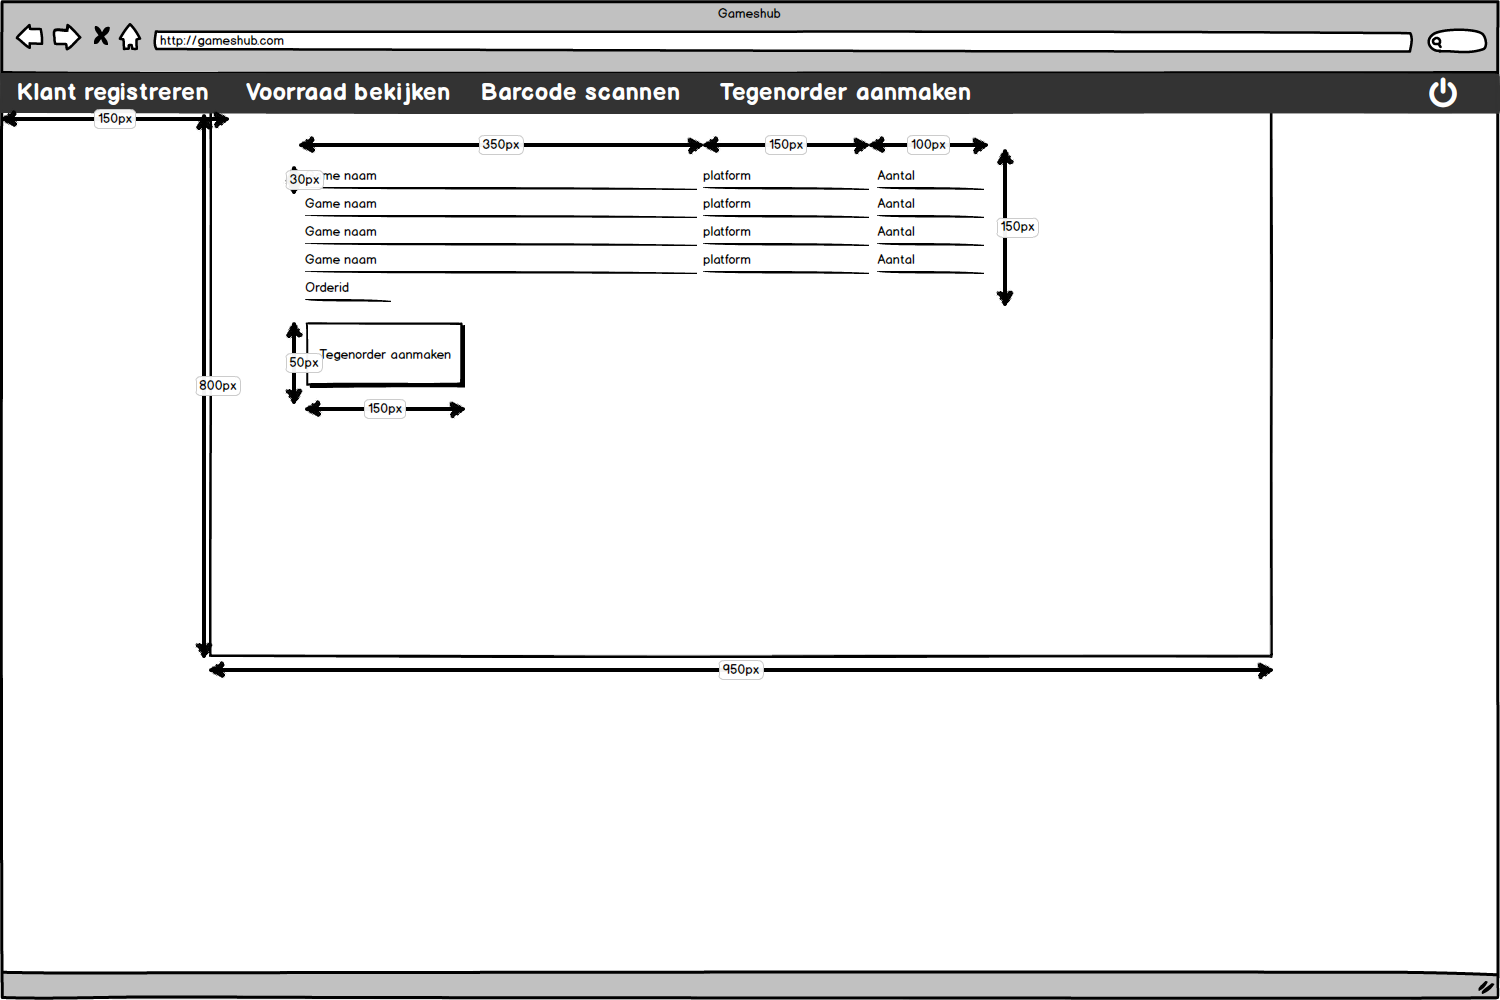 Gameshub
http://gameshub.com
Klant registreren Voorraad bekijken Barcode scannen Tegenorder aanmaken
150px
350px 150px 100px
30px me naam platform Aantal
Game naam platform Aantal
150px
Game naam platform Aantal
Game naam platform Aantal
Orderid
50px Tegenorder aanmaken
800px
150px
950px